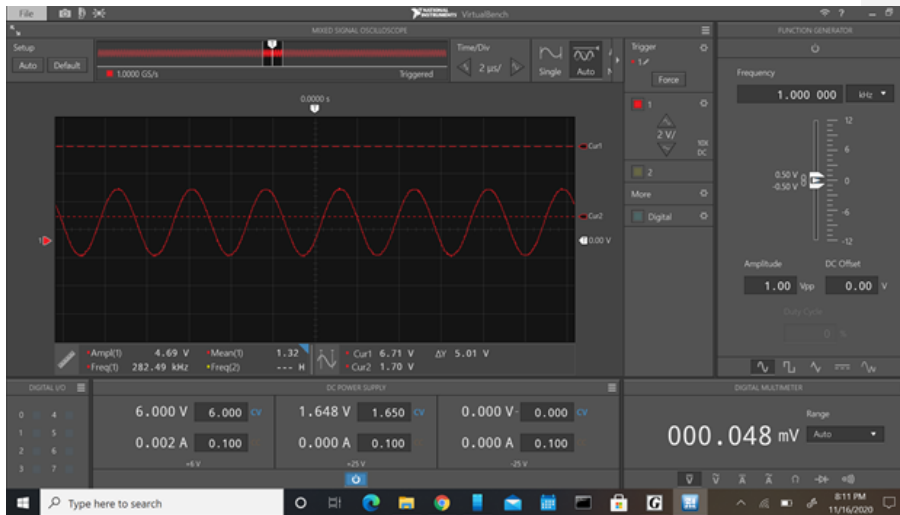 File
NATIONAL INSTRUMENTS VirtualBench
?
MIXED SIGNAL OSCILLOSCOPE
FUNCTION GENERATOR
Setup
Auto Default
1.0000 GS/s
Triggered
Time/Div
2 µs/
Single Auto
Trigger
1
Force
Frequency
1.000 000 kHz
0.0000 s
1
1
2 V/
10X
DC
2
More
Digital
Cur1
Cur2
1
0.00 V
12
6
0
-6
-12
0.50 V
-0.50 V
Amplitude DC Offset
1.00 Vpp 0.00 V
Duty Cycle
0 %
Ampl(1) 4.69 V Mean(1) 1.32
Freq(1) 282.49 kHz Freq(2) --- H
Cur1 6.71 V ΔY 5.01 V
Cur2 1.70 V
DIGITAL I/O
DC POWER SUPPLY
DIGITAL MULTIMETER
0 4
1 5
2 6
3 7
6.000 V 6.000 CV 1.648 V 1.650 CV 0.000 V- 0.000 CV
0.002 A 0.100 0.000 A 0.100 0.000 A 0.100
+6 V +25 V -25 V
000.048 mV
Range
Auto
Type here to search
8:11 PM
11/16/2020